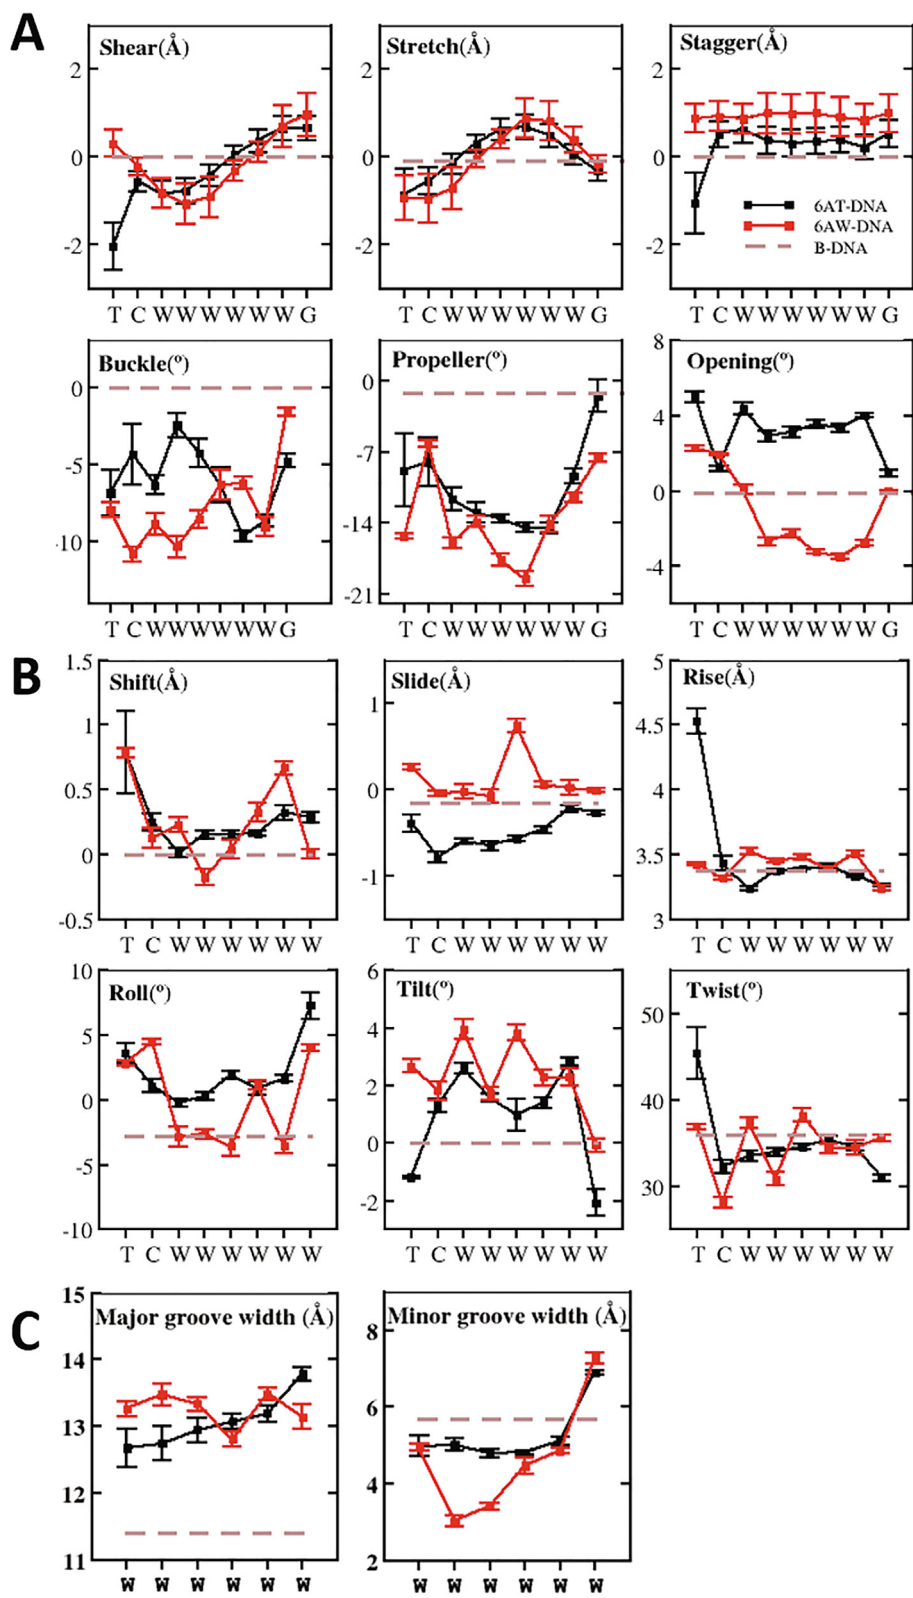 A
Shear(Å)
Stretch(Å)
Stagger(Å)
2
0
-2
2
0
-2
2
0
-2
6AT-DNA
6AW-DNA
B-DNA
T C W W W W W W G
T C W W W W W W G
T C W W W W W W G
Buckle(º)
Propeller(º)
Opening(º)
0
-5
-10
0
-7
-14
-21
8
4
0
-4
T C W W W W W W G
T C W W W W W W G
T C W W W W W W G
B
Shift(Å)
Slide(Å)
Rise(Å)
1.5
1
0.5
0
-0.5
1
0
-1
5
4.5
4
3.5
3
T C W W W W W W
T C W W W W W W
T C W W W W W W
Roll(º)
Tilt(º)
Twist(º)
10
5
0
-5
-10
6
4
2
0
-2
50
40
30
T C W W W W W W
T C W W W W W W
T C W W W W W W
C
Major groove width (Å)
Minor groove width (Å)
15
14
13
12
11
8
6
4
2
W W W W W W
W W W W W W